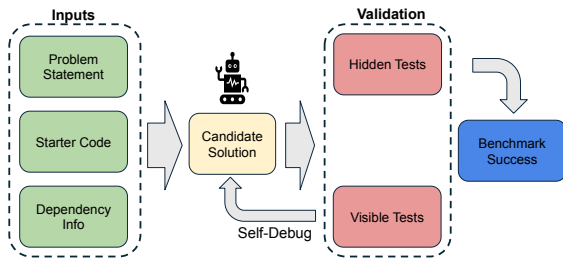 Inputs
Validation
Problem
Statement
Hidden Tests
Starter Code
Candidate
Solution
Benchmark
Success
Dependency
Info
Visible Tests
Self-Debug